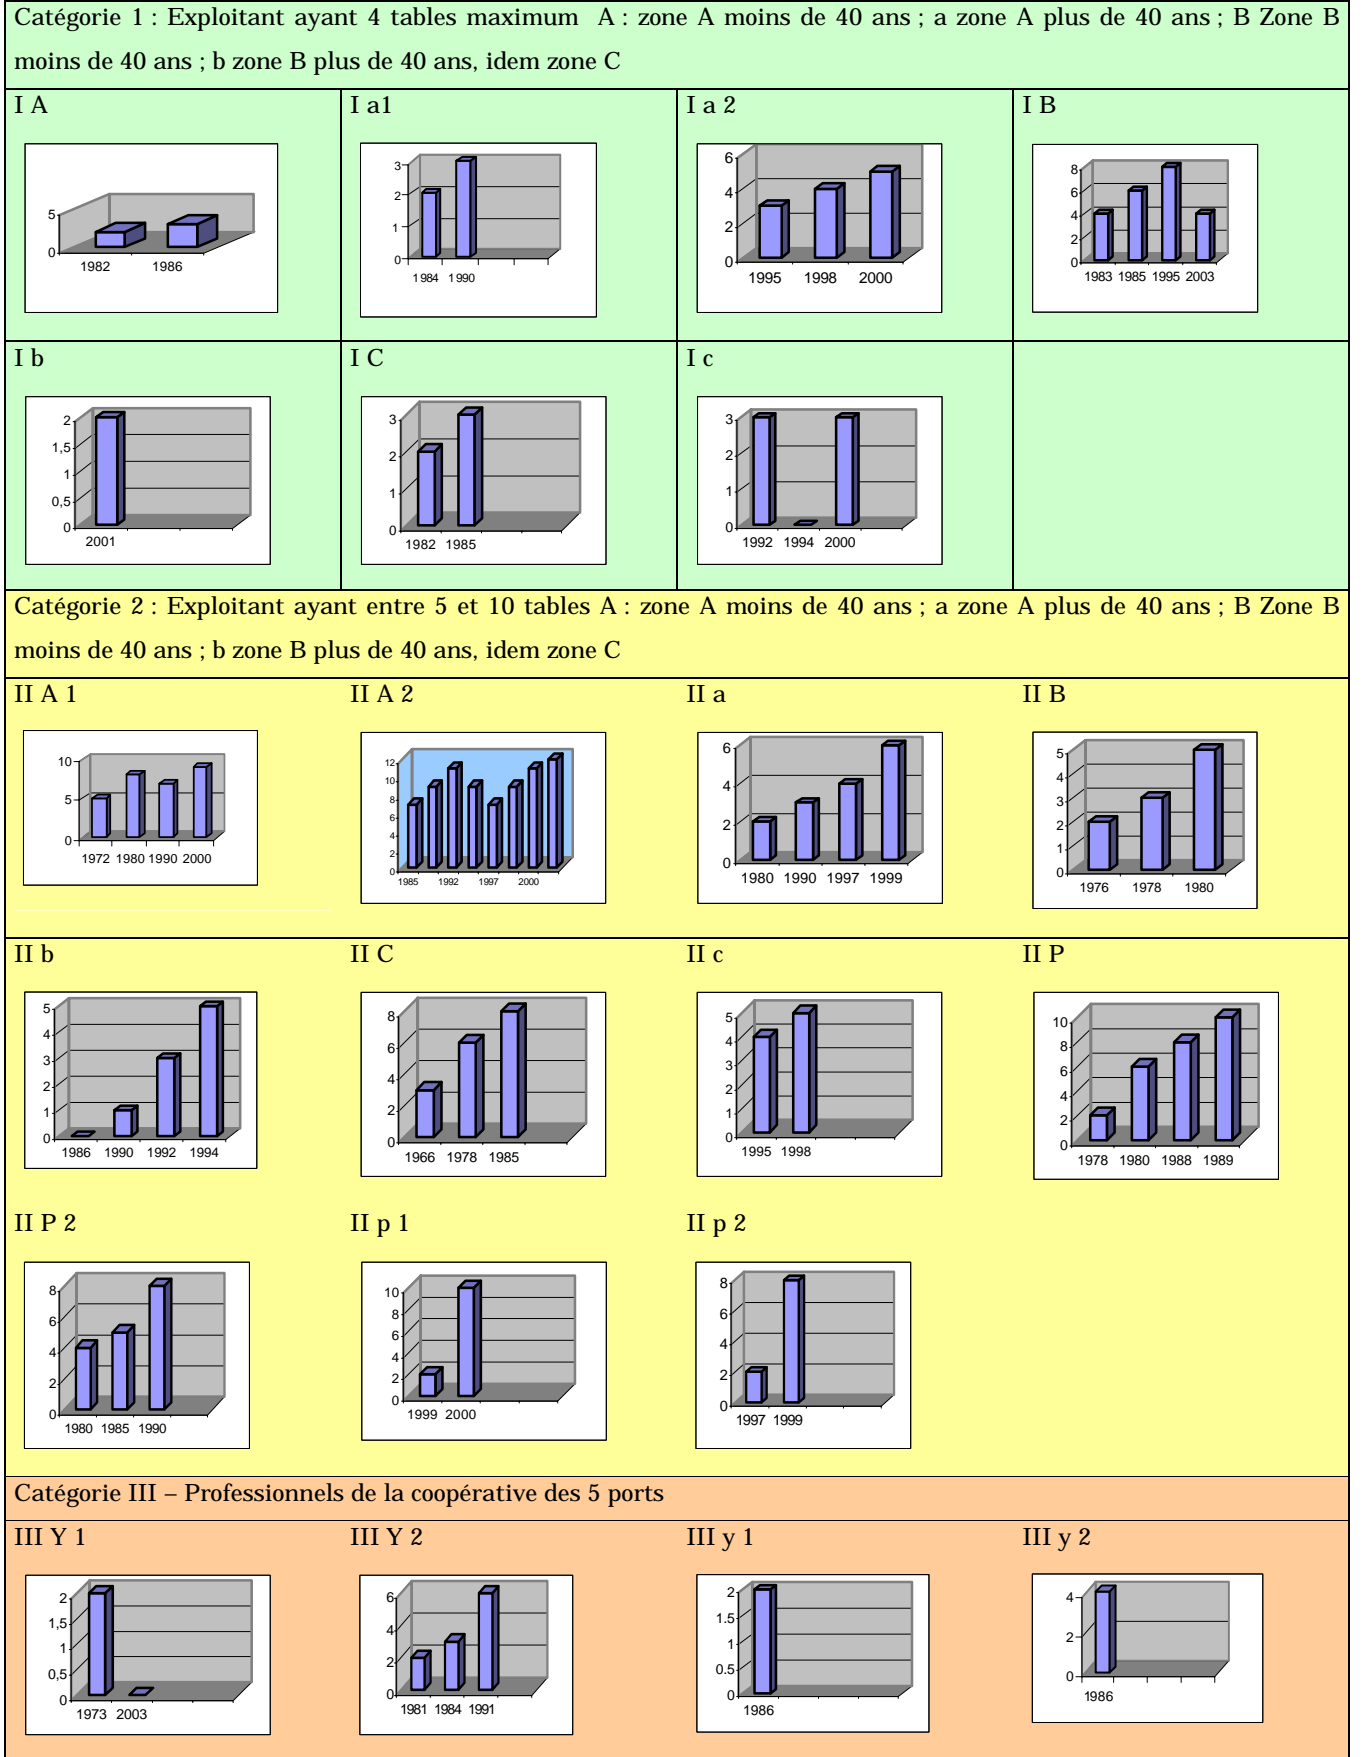 Catégorie 1 : Exploitant ayant 4 tables maximum A : zone A moins de 40 ans ; a zone A plus de 40 ans ; B Zone B
moins de 40 ans ; b zone B plus de 40 ans, idem zone C
I A
I a1
I a 2
I B
5
0
1982 1986
3
2
1
0
1984 1990
6
4
2
0
1995 1998 2000
8
6
4
2
0
1983 1985 1995 2003
I b
I C
I c
2
1,5
1
0,5
0
2001
3
2
1
0
1982 1985
3
2
1
0
1992 1994 2000
Catégorie 2 : Exploitant ayant entre 5 et 10 tables A : zone A moins de 40 ans ; a zone A plus de 40 ans ; B Zone B
moins de 40 ans ; b zone B plus de 40 ans, idem zone C
II A 1
II A 2
II a
II B
10
5
0
1972 1980 1990 2000
12
10
8
6
4
2
0
1985 1992 1997 2000
6
4
2
0
1980 1990 1997 1999
5
4
3
2
1
0
1976 1978 1980
II b
II C
II c
II P
5
4
3
2
1
0
1986 1990 1992 1994
8
6
4
2
0
1966 1978 1985
5
4
3
2
1
0
1995 1998
10
8
6
4
2
0
1978 1980 1988 1989
II P 2
II p 1
II p 2
8
6
4
2
0
1980 1985 1990
10
8
6
4
2
0
1999 2000
8
6
4
2
0
1997 1999
Catégorie III – Professionnels de la coopérative des 5 ports
III Y 1
III Y 2
III y 1
III y 2
2
1,5
1
0,5
0
1973 2003
6
4
2
0
1981 1984 1991
2
1.5
1
0.5
0
1986
4
2
0
1986